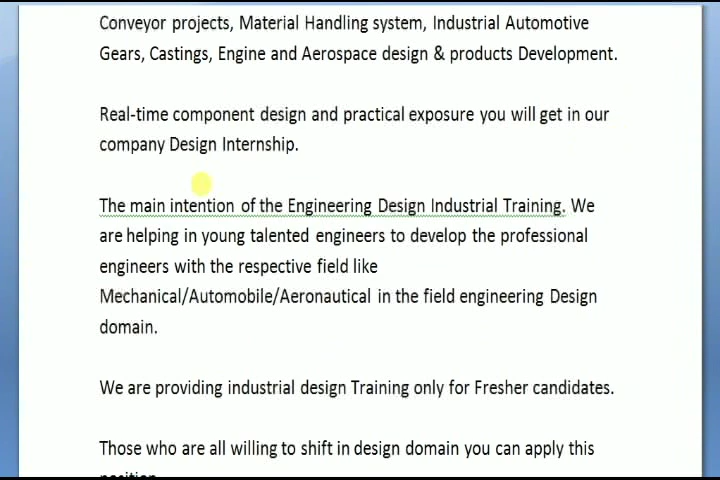 Conveyor projects, Material Handling system, Industrial Automotive
Gears, Castings, Engine and Aerospace design & products Development.
Real-time component design and practical exposure you will get in our
company Design Internship.
The main intention of the Engineering Design Industrial Training. We
are helping in young talented engineers to develop the professional
engineers with the respective field like
Mechanical/Automobile/Aeronautical in the field engineering Design
domain.
We are providing industrial design Training only for Fresher candidates.
Those who are all willing to shift in design domain you can apply this